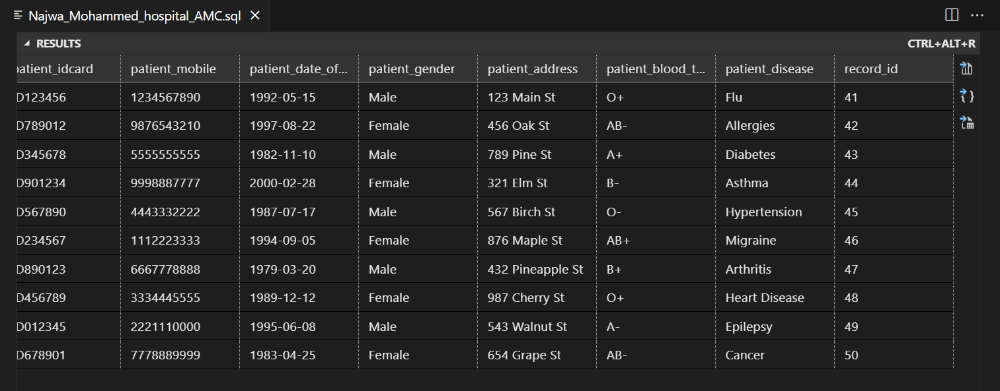 Najwa_Mohammed_hospital_AMC.sql
RESULTS CTRL+ALT+R
patient_idcard patient_mobile patient_date_of... patient_gender patient_address patient_blood_t... patient_disease record_id
D123456 1234567890 1992-05-15 Male 123 Main St O+ Flu 41
D789012 9876543210 1997-08-22 Female 456 Oak St AB- Allergies 42
D345678 5555555555 1982-11-10 Male 789 Pine St A+ Diabetes 43
D901234 9998887777 2000-02-28 Female 321 Elm St B- Asthma 44
D567890 4443332222 1987-07-17 Male 567 Birch St O- Hypertension 45
D234567 1112223333 1994-09-05 Female 876 Maple St AB+ Migraine 46
D890123 6667778888 1979-03-20 Male 432 Pineapple St B+ Arthritis 47
D456789 3334445555 1989-12-12 Female 987 Cherry St O+ Heart Disease 48
D012345 2221110000 1995-06-08 Male 543 Walnut St A- Epilepsy 49
D678901 7778889999 1983-04-25 Female 654 Grape St AB- Cancer 50